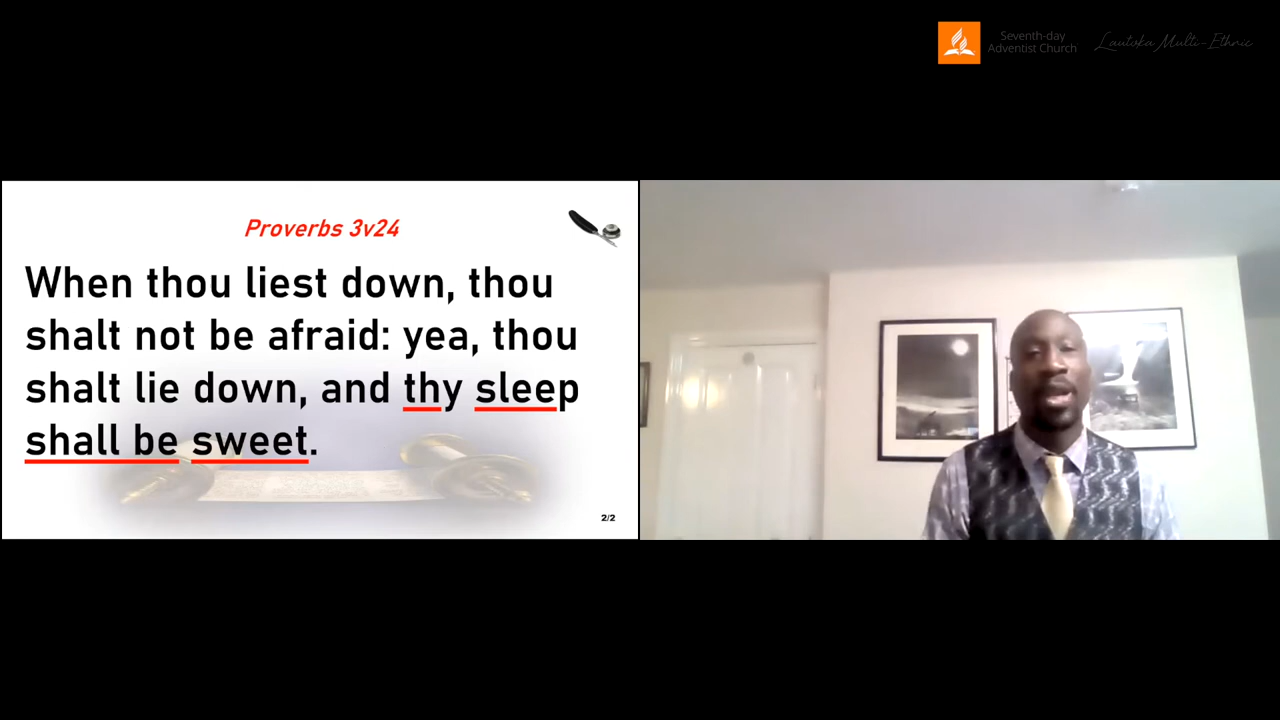 Seventh-day
Adventist Church
Lautoka Multi-Ethnic
Proverbs 3v24
When thou liest down, thou
shalt not be afraid: yea, thou
shalt lie down, and thy sleep
shall be sweet.
2/2